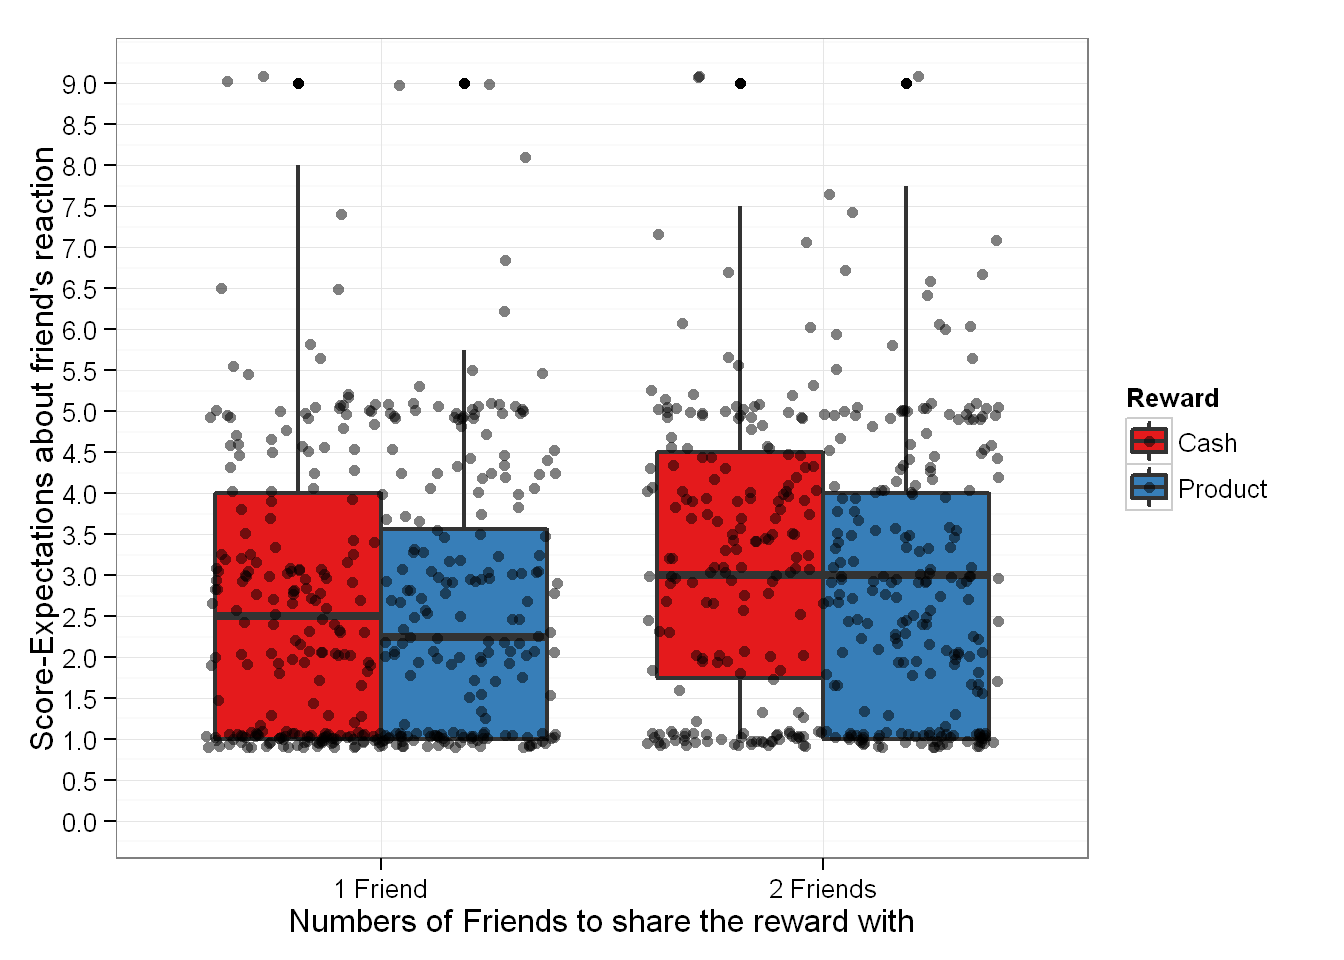 Score-Expectations about friend's reaction
9.0
8.5
8.0
7.5
7.0
6.5
6.0
5.5
5.0
4.5
4.0
3.5
3.0
2.5
2.0
1.5
1.0
0.5
0.0
1 Friend
2 Friends
Numbers of Friends to share the reward with
Reward
Cash
Product